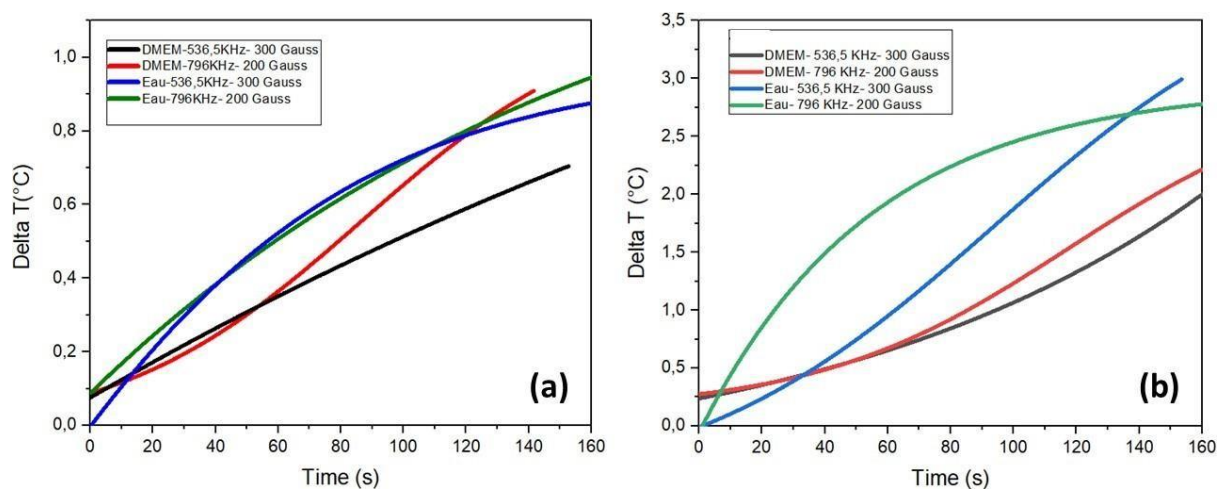 DMEM-536,5KHz- 300 Gauss
DMEM-796KHz- 200 Gauss
Eau-536,5KHz- 300 Gauss
Eau-796KHz- 200 Gauss
1,0
0,8
0,6
0,4
0,2
0,0
Delta T(°C)
0 20 40 60 80 100 120 140 160
Time (s)
(a)
DMEM- 536,5 KHz- 300 Gauss
DMEM- 796 KHz- 200 Gauss
Eau- 536,5 KHz- 300 Gauss
Eau- 796 KHz- 200 Gauss
3,5
3,0
2,5
2,0
1,5
1,0
0,5
0,0
Delta T (°C)
0 20 40 60 80 100 120 140 160
Time (s)
(b)